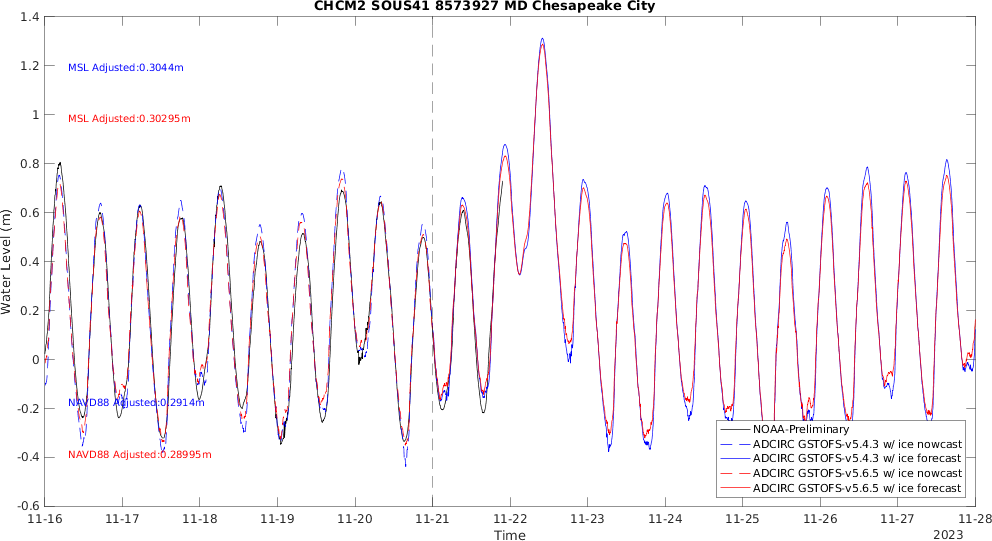 CHCM2 SOUS41 8573927 MD Chesapeake City
1.4
1.2
1
0.8
0.6
0.4
0.2
0
-0.2
-0.4
-0.6
Water Level (m)
MSL Adjusted:0.3044m
MSL Adjusted:0.30295m
NAVD88 Adjusted:0.2914m
NAVD88 Adjusted:0.28995m
NOAA-Preliminary
ADCIRC GSTOFS-v5.4.3 w/ ice nowcast
ADCIRC GSTOFS-v5.4.3 w/ ice forecast
ADCIRC GSTOFS-v5.6.5 w/ ice nowcast
ADCIRC GSTOFS-v5.6.5 w/ ice forecast
11-16 11-17 11-18 11-19 11-20 11-21 11-22 11-23 11-24 11-25 11-26 11-27 11-28
Time
2023